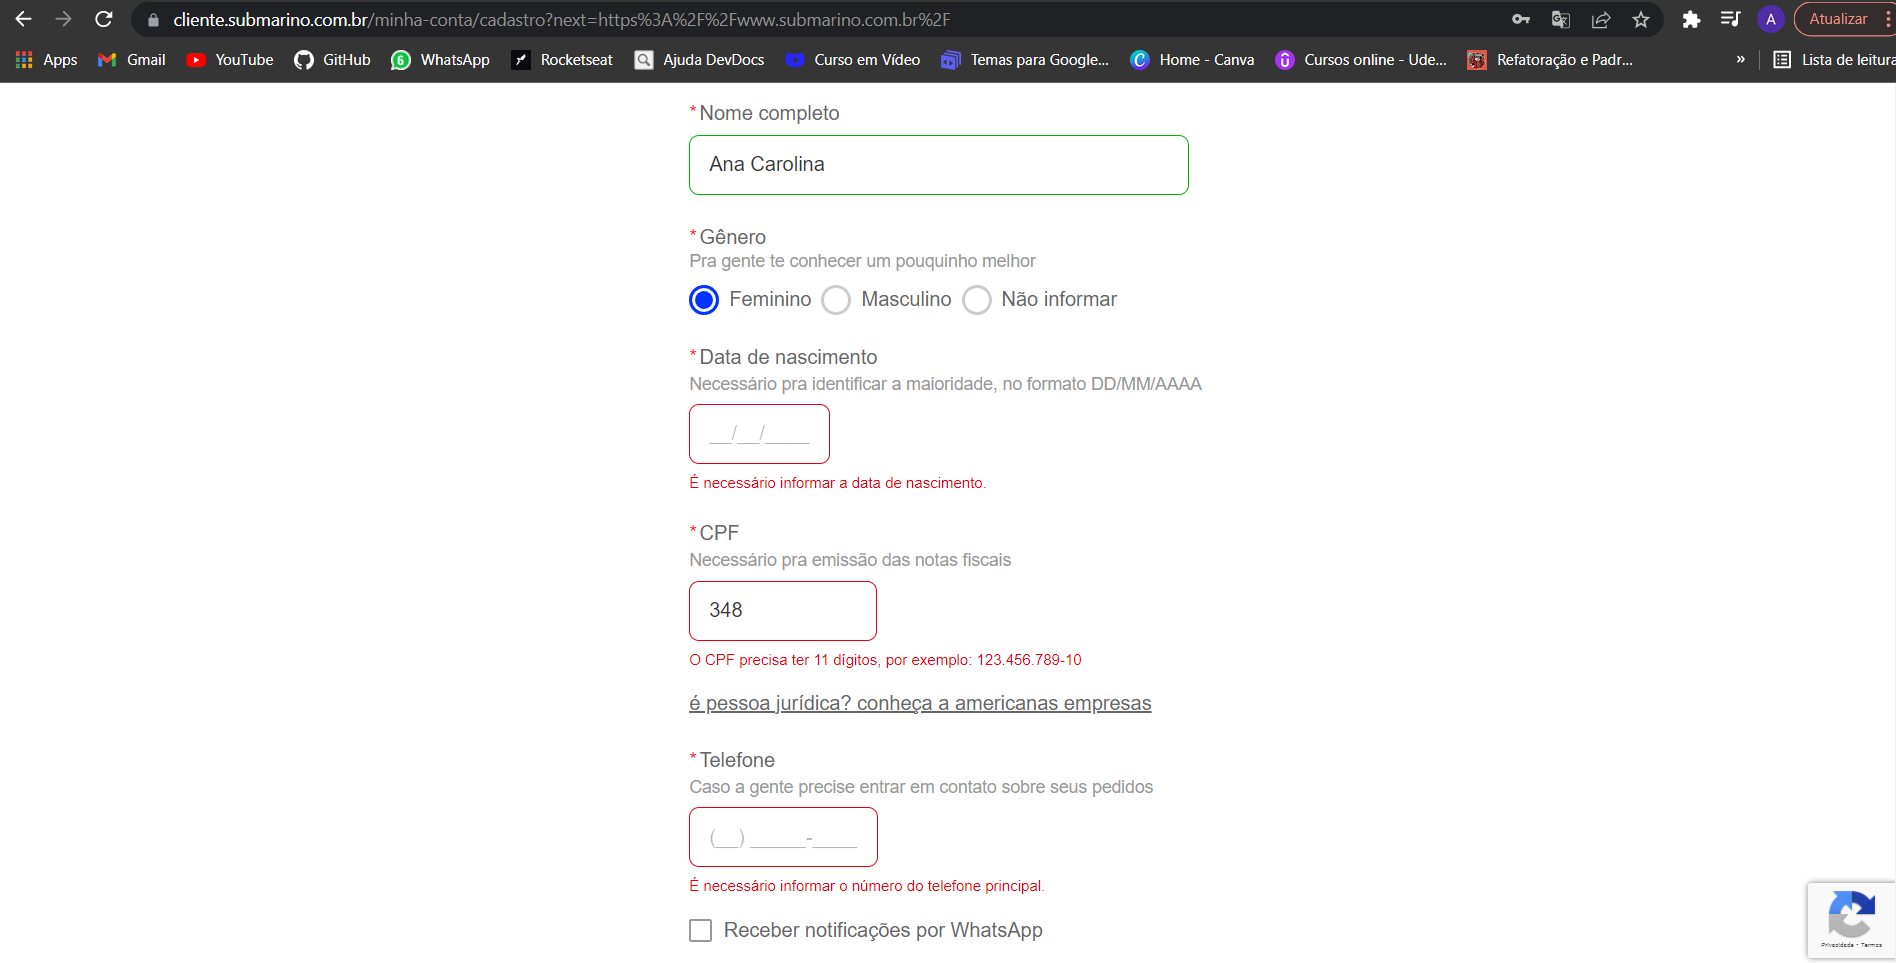 cliente.submarino.com.br/minha-conta/cadastro?next=https%3A%2F%2Fwww.submarino.com.br%2F
A
Atualizar
Apps
Gmail
YouTube
GitHub
6
WhatsApp
Rocketseat
Ajuda DevDocs
Curso em Vídeo
Temas para Google...
Home - Canva
Cursos online - Ude...
Refatoração e Padr...
»
Lista de leitura
*Nome completo
Ana Carolina
*Gênero
Pra gente te conhecer um pouquinho melhor
Feminino Masculino Não informar
*Data de nascimento
Necessário pra identificar a maioridade, no formato DD/MM/AAAA
__/__/____
É necessário informar a data de nascimento.
*CPF
Necessário pra emissão das notas fiscais
348
O CPF precisa ter 11 dígitos, por exemplo: 123.456.789-10
é pessoa jurídica? conheça a americanas empresas
*Telefone
Caso a gente precise entrar em contato sobre seus pedidos
(__) _____-____
É necessário informar o número do telefone principal.
Receber notificações por WhatsApp
Privacidade - Termos